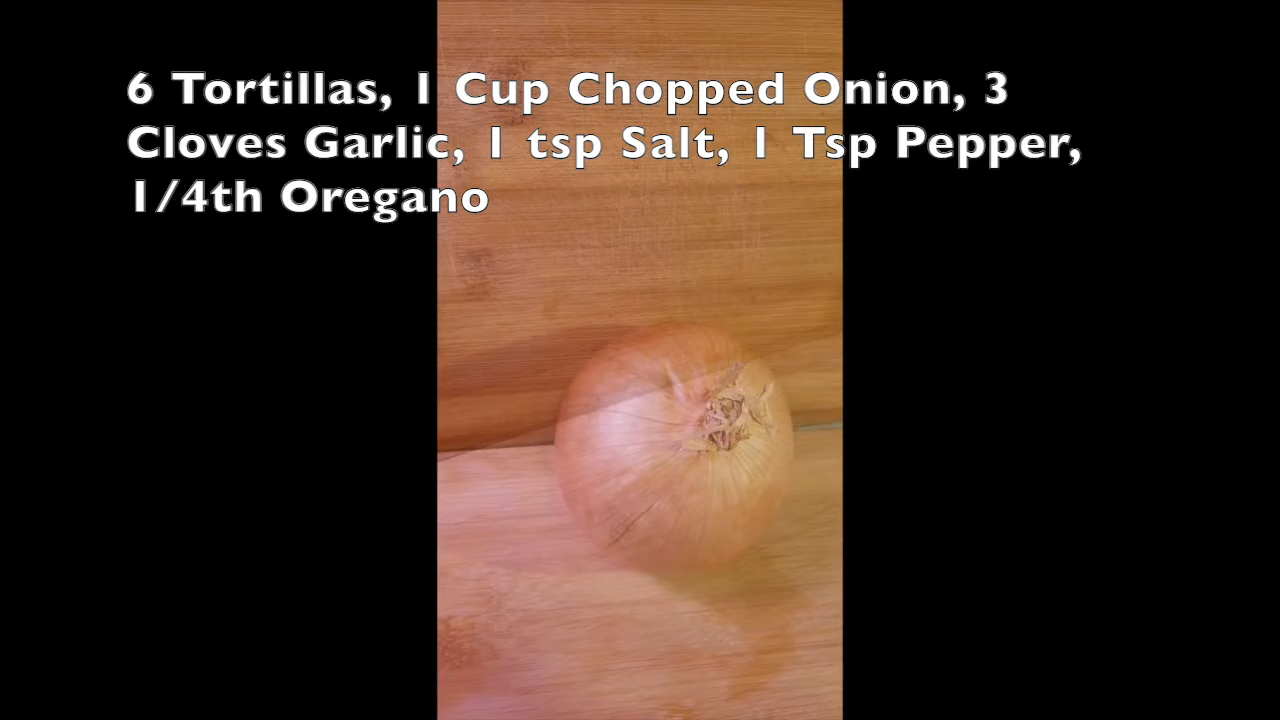 6 Tortillas, 1 Cup Chopped Onion, 3
Cloves Garlic, 1 tsp Salt, 1 Tsp Pepper,
1/4th Oregano